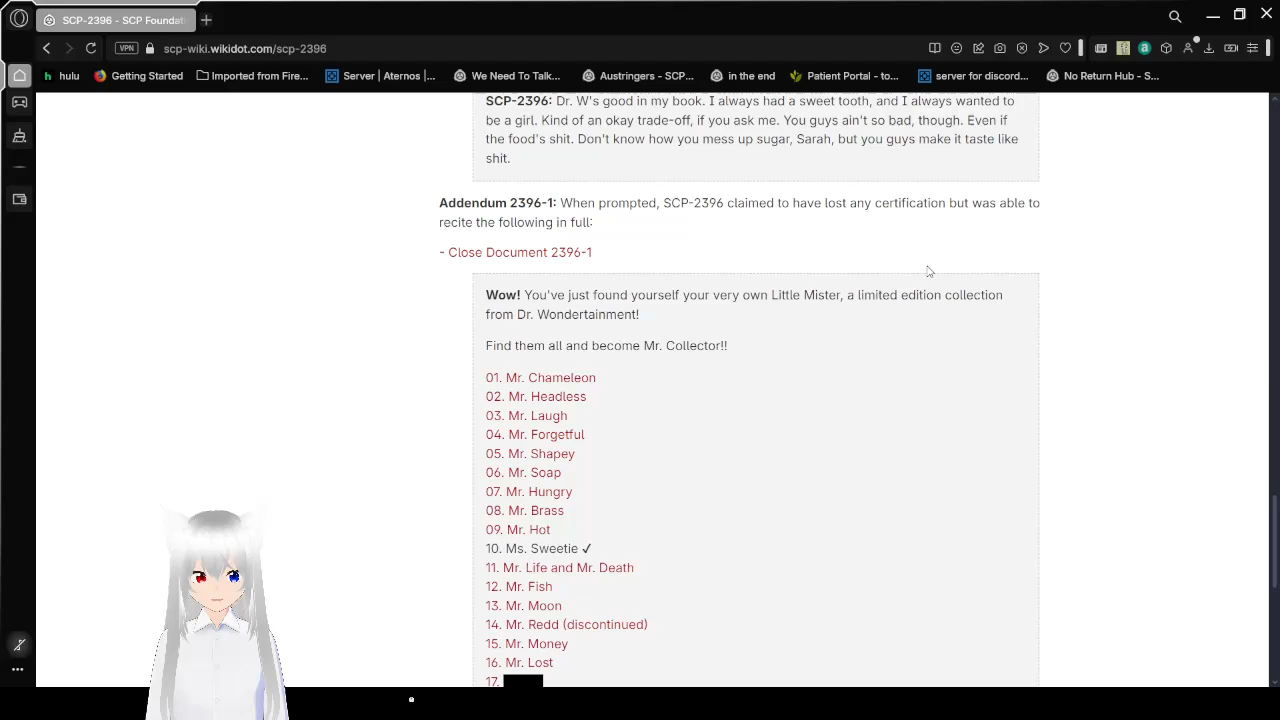 SCP-2396 - SCP Foundati
VPN
scp-wiki.wikidot.com/scp-2396
hulu
Getting Started
Imported from Fire...
Server | Aternos |...
We Need To Talk...
Austringers - SCP...
in the end
Patient Portal - to...
server for discord...
No Return Hub - S...
SCP-2396: Dr. W's good in my book. I always had a sweet tooth, and I always wanted to
be a girl. Kind of an okay trade-off, if you ask me. You guys ain't so bad, though. Even if
the food's shit. Don't know how you mess up sugar, Sarah, but you guys make it taste like
shit.
Addendum 2396-1: When prompted, SCP-2396 claimed to have lost any certification but was able to
recite the following in full:
- Close Document 2396-1
Wow! You've just found yourself your very own Little Mister, a limited edition collection
from Dr. Wondertainment!
Find them all and become Mr. Collector!!
01. Mr. Chameleon
02. Mr. Headless
03. Mr. Laugh
04. Mr. Forgetful
05. Mr. Shapey
06. Mr. Soap
07. Mr. Hungry
08. Mr. Brass
09. Mr. Hot
10. Ms. Sweetie ✓
11. Mr. Life and Mr. Death
12. Mr. Fish
13. Mr. Moon
14. Mr. Redd (discontinued)
15. Mr. Money
16. Mr. Lost
17.